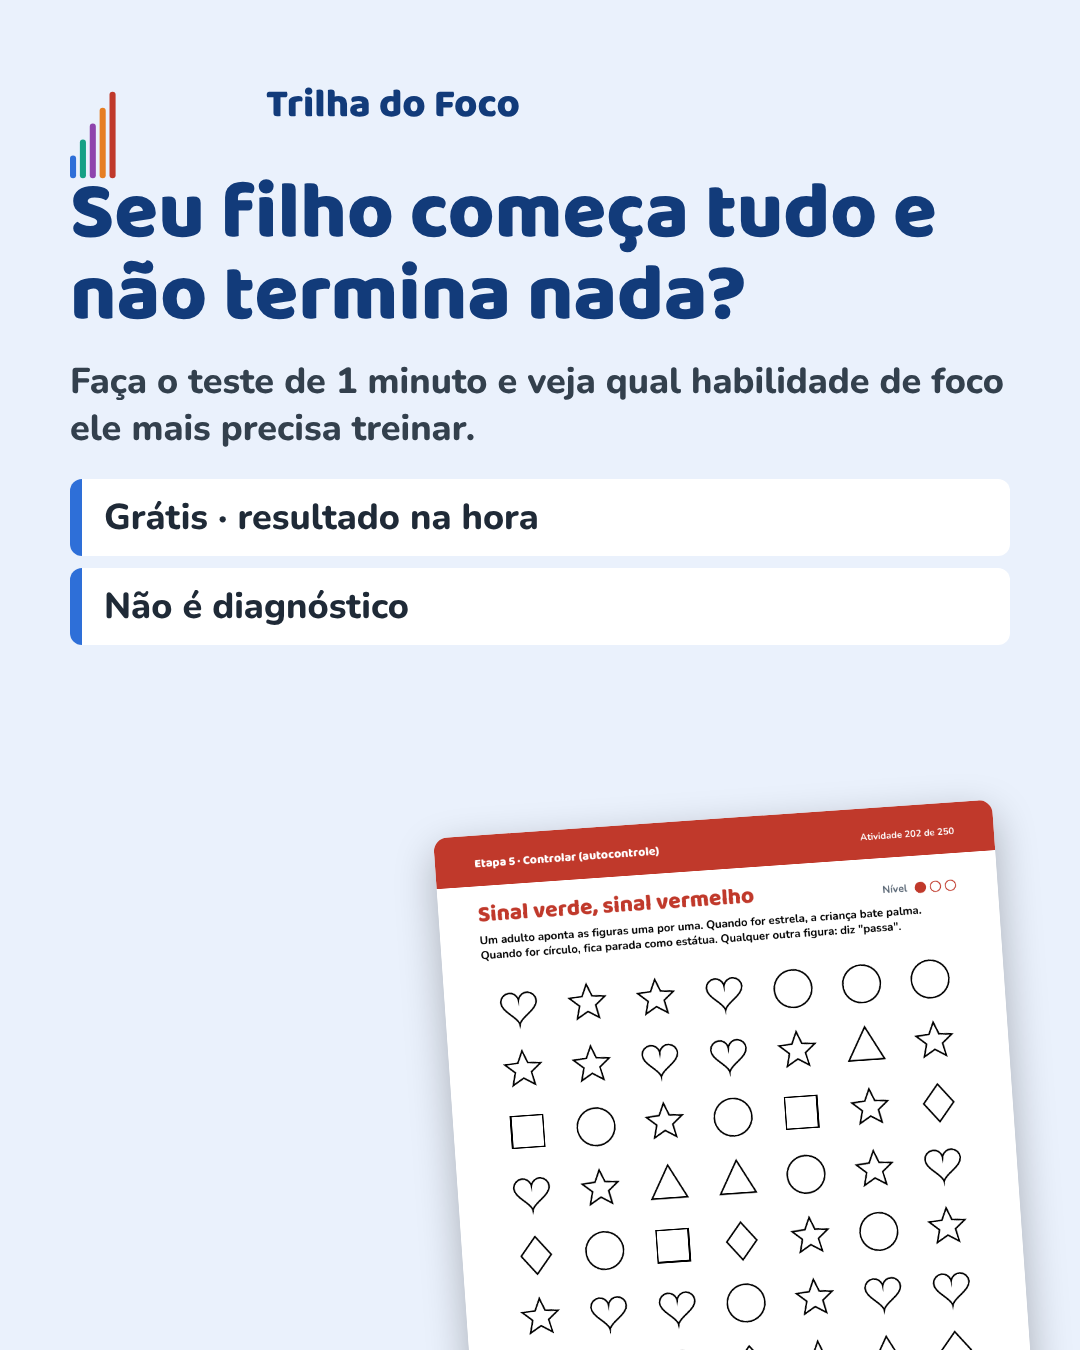 Trilha do Foco
Seu filho começa tudo e
não termina nada?
Faça o teste de 1 minuto e veja qual habilidade de foco
ele mais precisa treinar.
Grátis · resultado na hora
Não é diagnóstico
Etapa 5 · Controlar (autocontrole)
Atividade 202 de 250
Sinal verde, sinal vermelho
Nível
Um adulto aponta as figuras uma por uma. Quando for estrela, a criança bate palma.
Quando for círculo, fica parada como estátua. Qualquer outra figura: diz "passa".